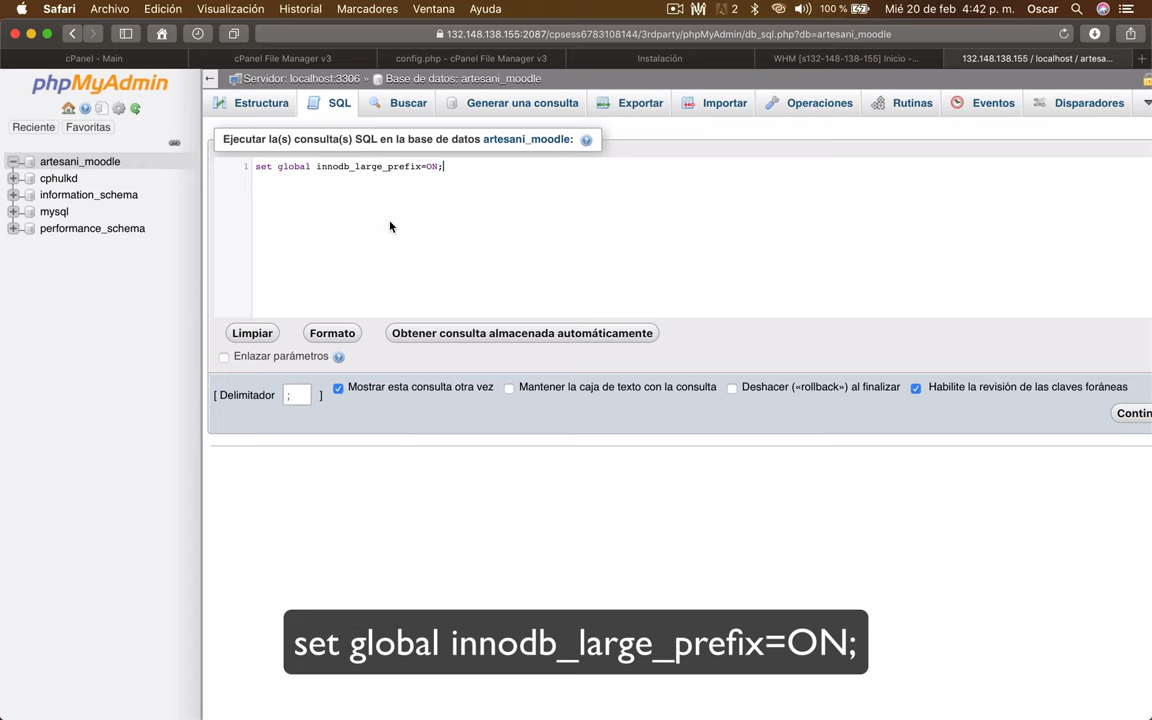 Safari Archivo Edición Visualización Historial Marcadores Ventana Ayuda 2 100 % Mié 20 de feb 4:42 p. m. Oscar
132.148.138.155:2087/cpsess6783108144/3rdparty/phpMyAdmin/db_sql.php?db=artesani_moodle
cPanel - Main cPanel File Manager v3 config.php - cPanel File Manager v3 Instalación WHM [s132-148-138-155] Inicio -... 132.148.138.155 / localhost / artesa...
phpMyAdmin
Reciente Favoritas
artesani_moodle
cphulkd
information_schema
mysql
performance_schema
Servidor: localhost:3306 » Base de datos: artesani_moodle
Estructura SQL Buscar Generar una consulta Exportar Importar Operaciones Rutinas Eventos Disparadores
Ejecutar la(s) consulta(s) SQL en la base de datos artesani_moodle:
1 set global innodb_large_prefix=ON;
Limpiar Formato Obtener consulta almacenada automáticamente
Enlazar parámetros
[ Delimitador ; ] Mostrar esta consulta otra vez Mantener la caja de texto con la consulta Deshacer («rollback») al finalizar Habilite la revisión de las claves foráneas
Contin
set global innodb_large_prefix=ON;